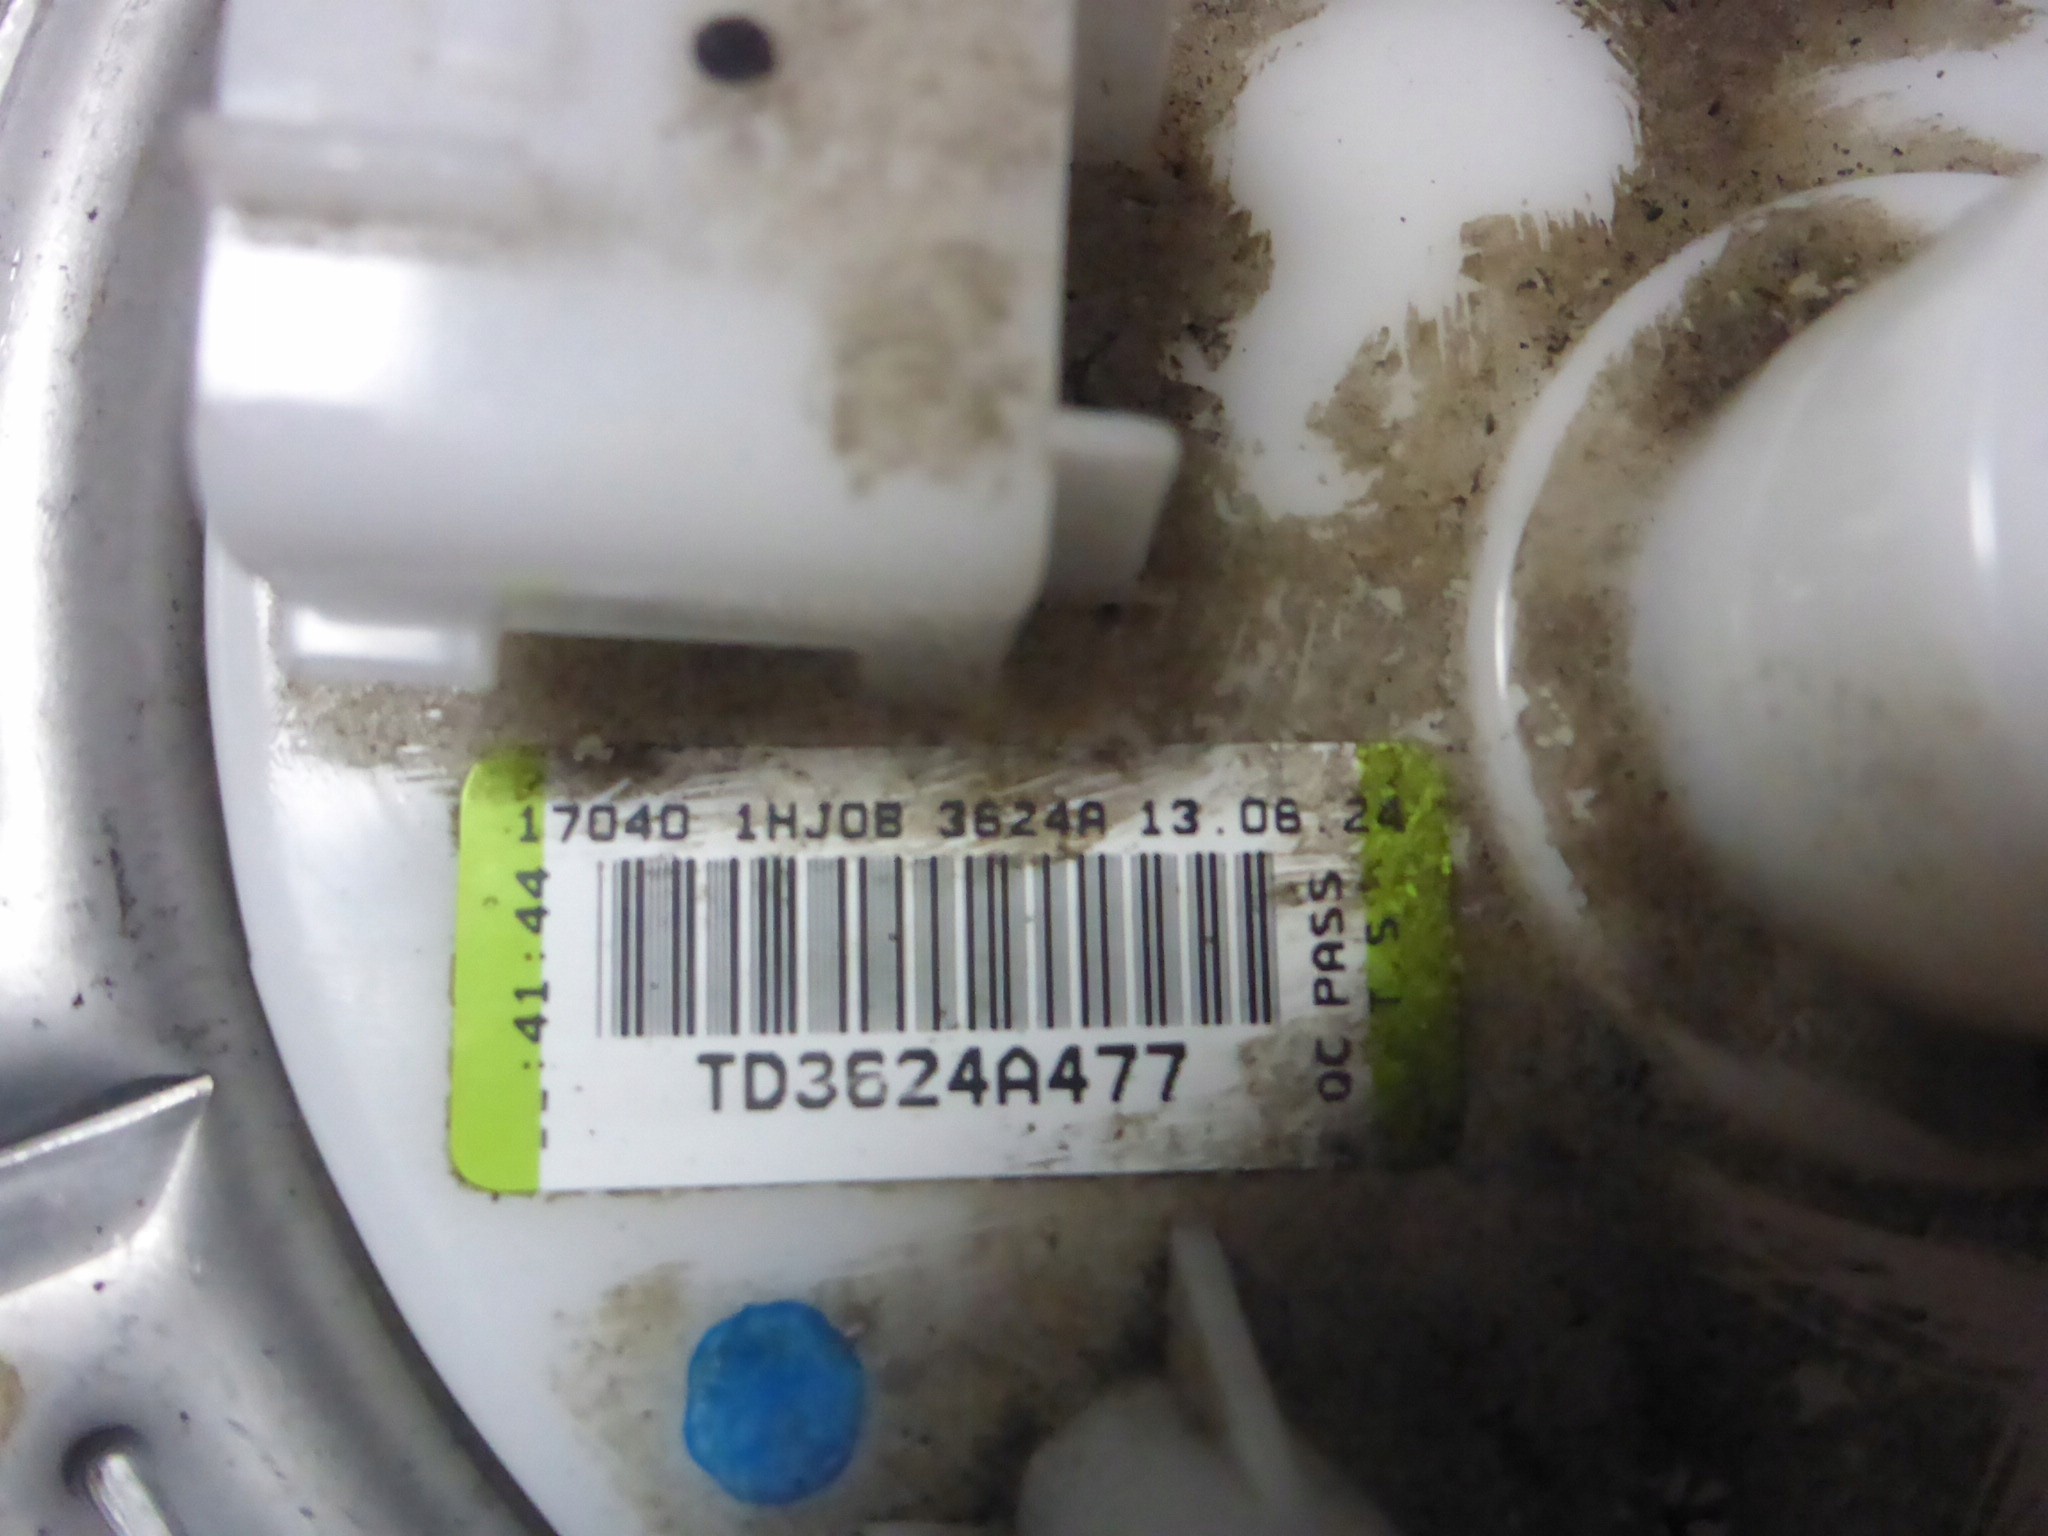 17040 1HJ0B 3624A 13.06.24
:41:44
TD3624A477
QC PASS